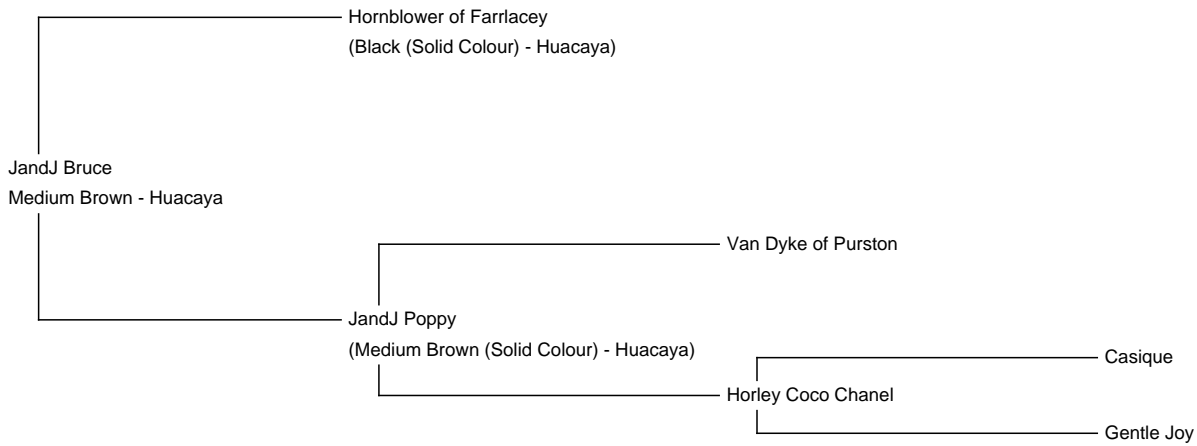 Hornblower of Farrlacey
(Black (Solid Colour) - Huacaya)
JandJ Bruce
Medium Brown - Huacaya
Van Dyke of Purston
JandJ Poppy
(Medium Brown (Solid Colour) - Huacaya)
Casique
Horley Coco Chanel
Gentle Joy